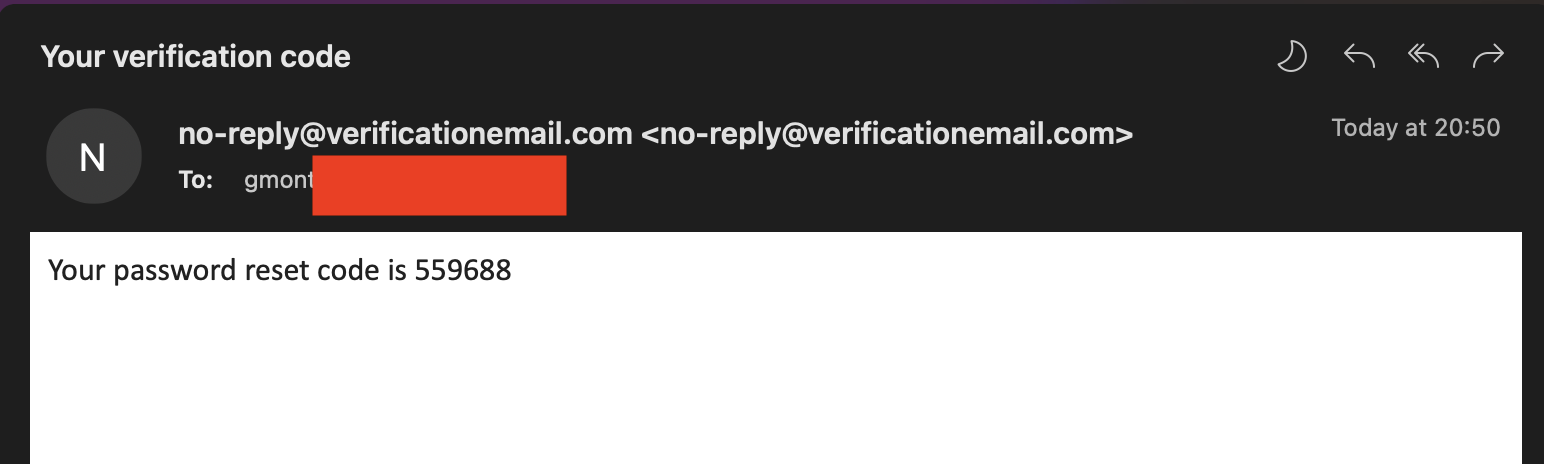 Your verification code
N
no-reply@verificationemail.com <no-reply@verificationemail.com>
Today at 20:50
To: gmont
Your password reset code is 559688